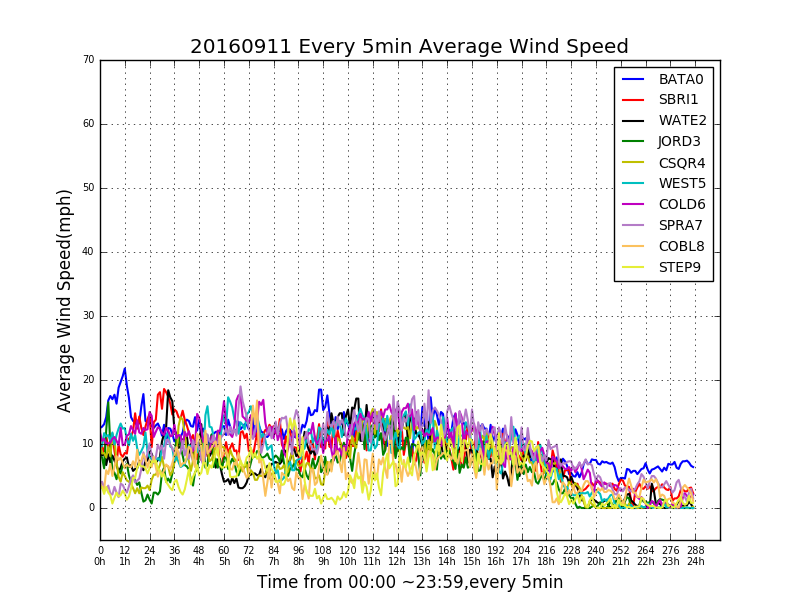 20160911 Every 5min Average Wind Speed
70
60
50
40
30
20
10
0
Average Wind Speed(mph)
BATA0
SBRI1
WATE2
JORD3
CSQR4
WEST5
COLD6
SPRA7
COBL8
STEP9
0 12 24 36 48 60 72 84 96 108 120 132 144 156 168 180 192 204 216 228 240 252 264 276 288
0h 1h 2h 3h 4h 5h 6h 7h 8h 9h 10h 11h 12h 13h 14h 15h 16h 17h 18h 19h 20h 21h 22h 23h 24h
Time from 00:00 ~23:59,every 5min